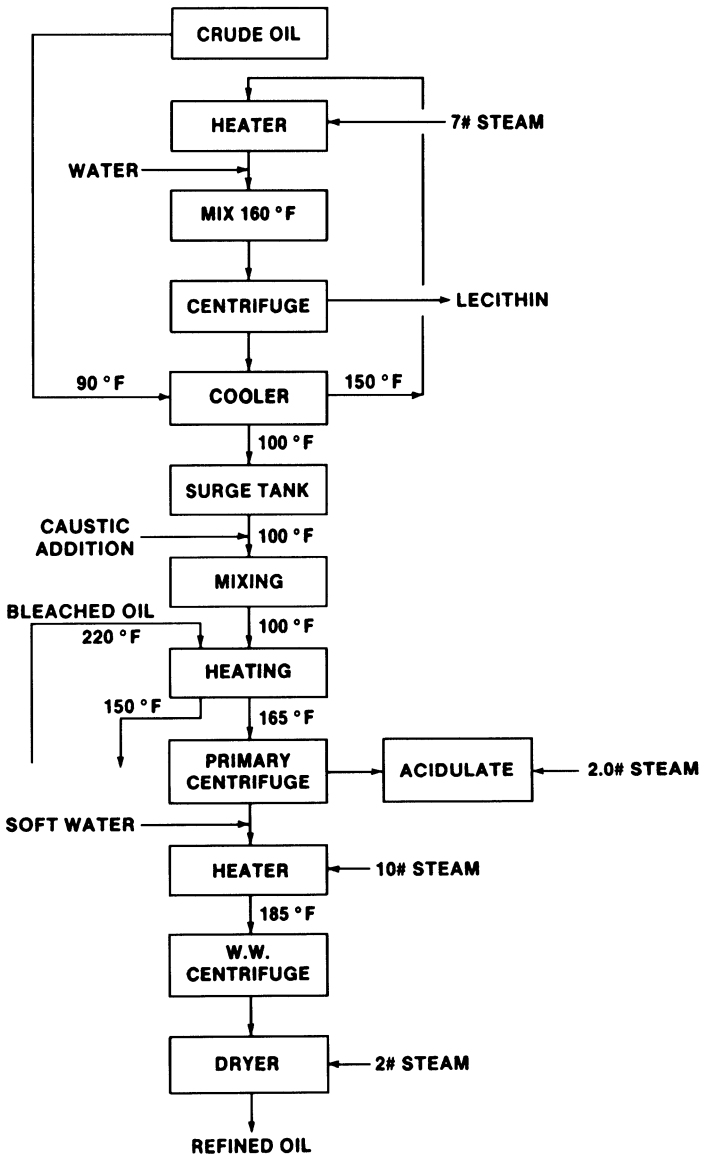 CRUDE OIL
HEATER
7# STEAM
WATER
MIX 160 °F
CENTRIFUGE
LECITHIN
90 °F
COOLER
150 °F
100 °F
SURGE TANK
CAUSTIC
ADDITION
100 °F
MIXING
BLEACHED OIL
220 °F
100 °F
HEATING
150 °F
165 °F
PRIMARY
CENTRIFUGE
ACIDULATE
2.0# STEAM
SOFT WATER
HEATER
10# STEAM
185 °F
W.W.
CENTRIFUGE
DRYER
2# STEAM
REFINED OIL